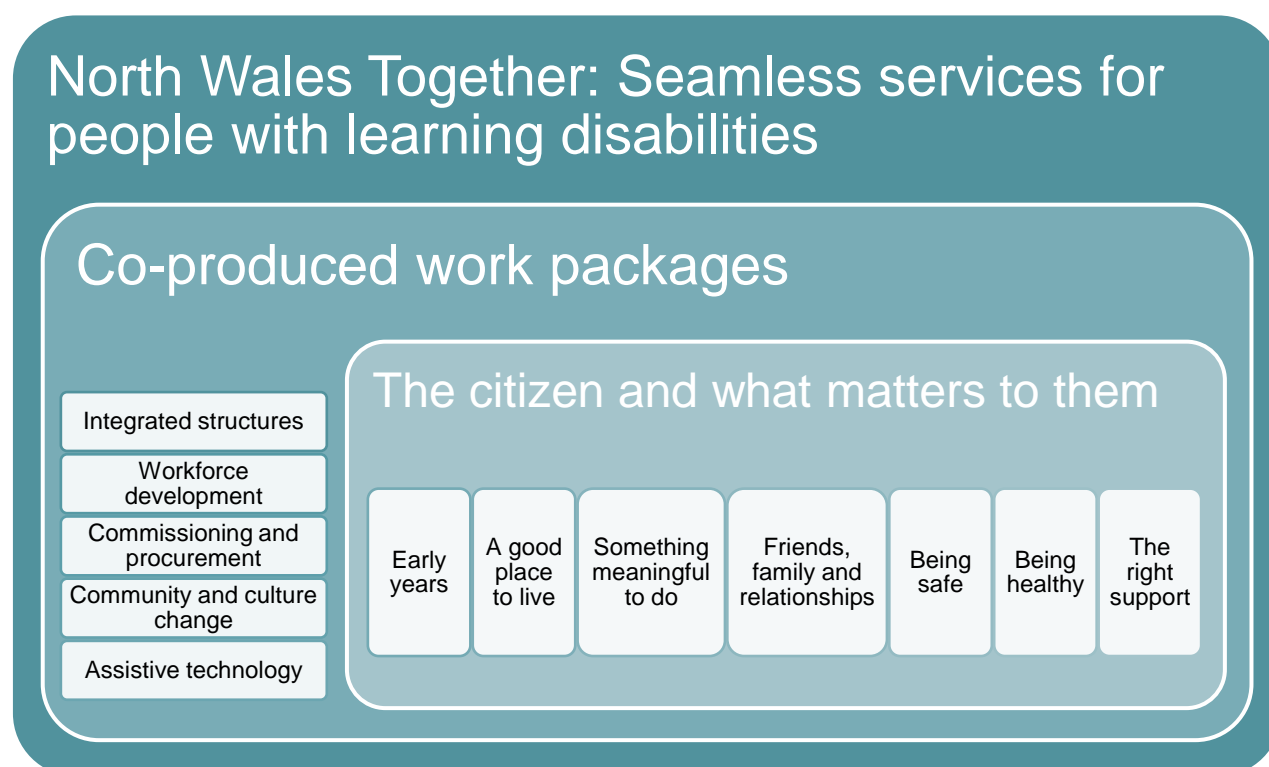 North Wales Together: Seamless services for
people with learning disabilities
Co-produced work packages
Integrated structures
Workforce
development
Commissioning and
procurement
Community and culture
change
Assistive technology
The citizen and what matters to them
Early
years
A good
place
to live
Something
meaningful
to do
Friends,
family and
relationships
Being
safe
Being
healthy
The
right
support